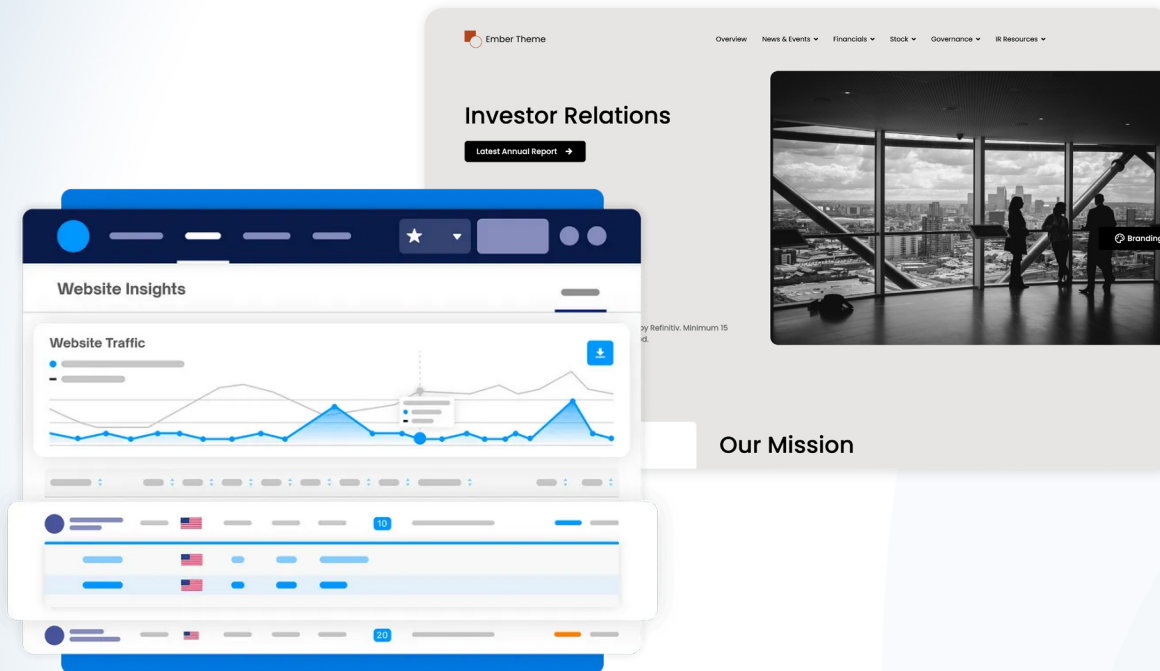 Ember Theme
Overview News & Events Financials Stock Governance IR Resources
Investor Relations
Latest Annual Report
Branding
by Refinitiv. Minimum 15
Our Mission
Website Insights
Website Traffic
10
20